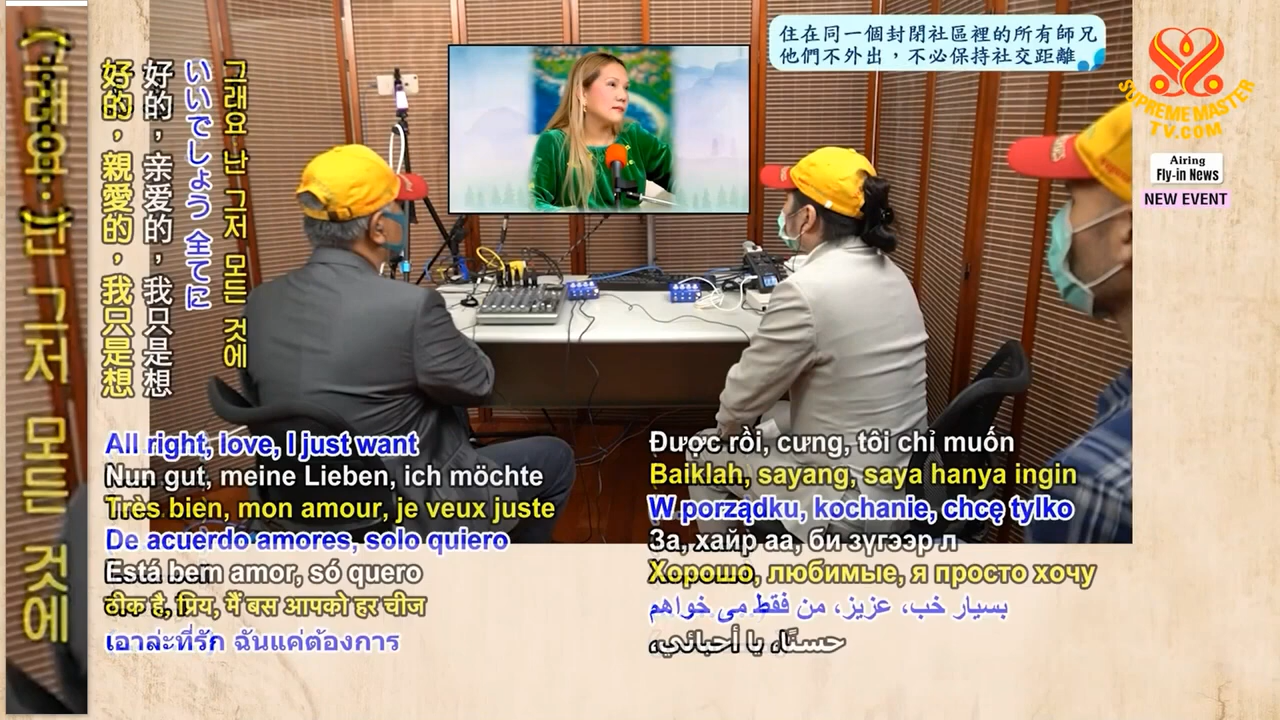 (그래요..) 난 그저 모든 것에
好的，親愛的，我只是想
好的，亲爱的，我只是想
いいでしょう 全てに
그래요 난 그저 모든 것에
住在同一個封閉社區裡的所有師兄
他們不外出，不必保持社交距離
SUPREME MASTER
TV.COM
Airing
Fly-in News
NEW EVENT
All right, love, I just want
Nun gut, meine Lieben, ich möchte
Très bien, mon amour, je veux juste
De acuerdo amores, solo quiero
Está bem amor, só quero
ठीक है, प्रिय, मैं बस आपको हर चीज
เอาล่ะที่รัก ฉันแค่ต้องการ
Được rồi, cưng, tôi chỉ muốn
Baiklah, sayang, saya hanya ingin
W porządku, kochanie, chcę tylko
За, хайр аа, би зүгээр л
Хорошо, любимые, я просто хочу
بسیار خب، عزیز، من فقط می خواهم
حسنًا، يا أحبائي،